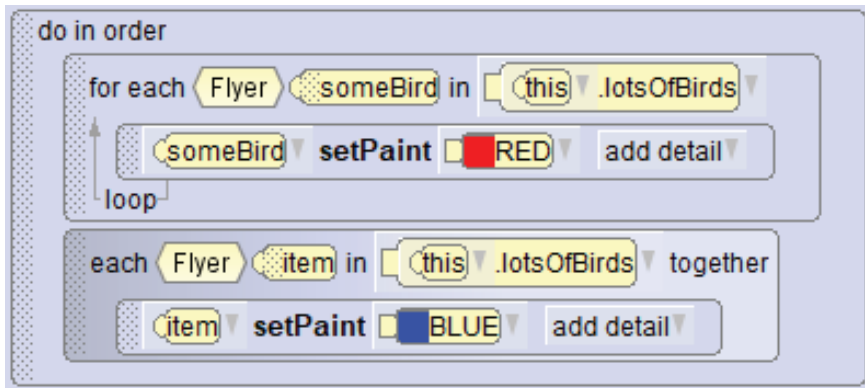 do in order
for each Flyer someBird in this .lotsOfBirds
someBird setPaint RED add detail
loop
each Flyer item in this .lotsOfBirds together
item setPaint BLUE add detail